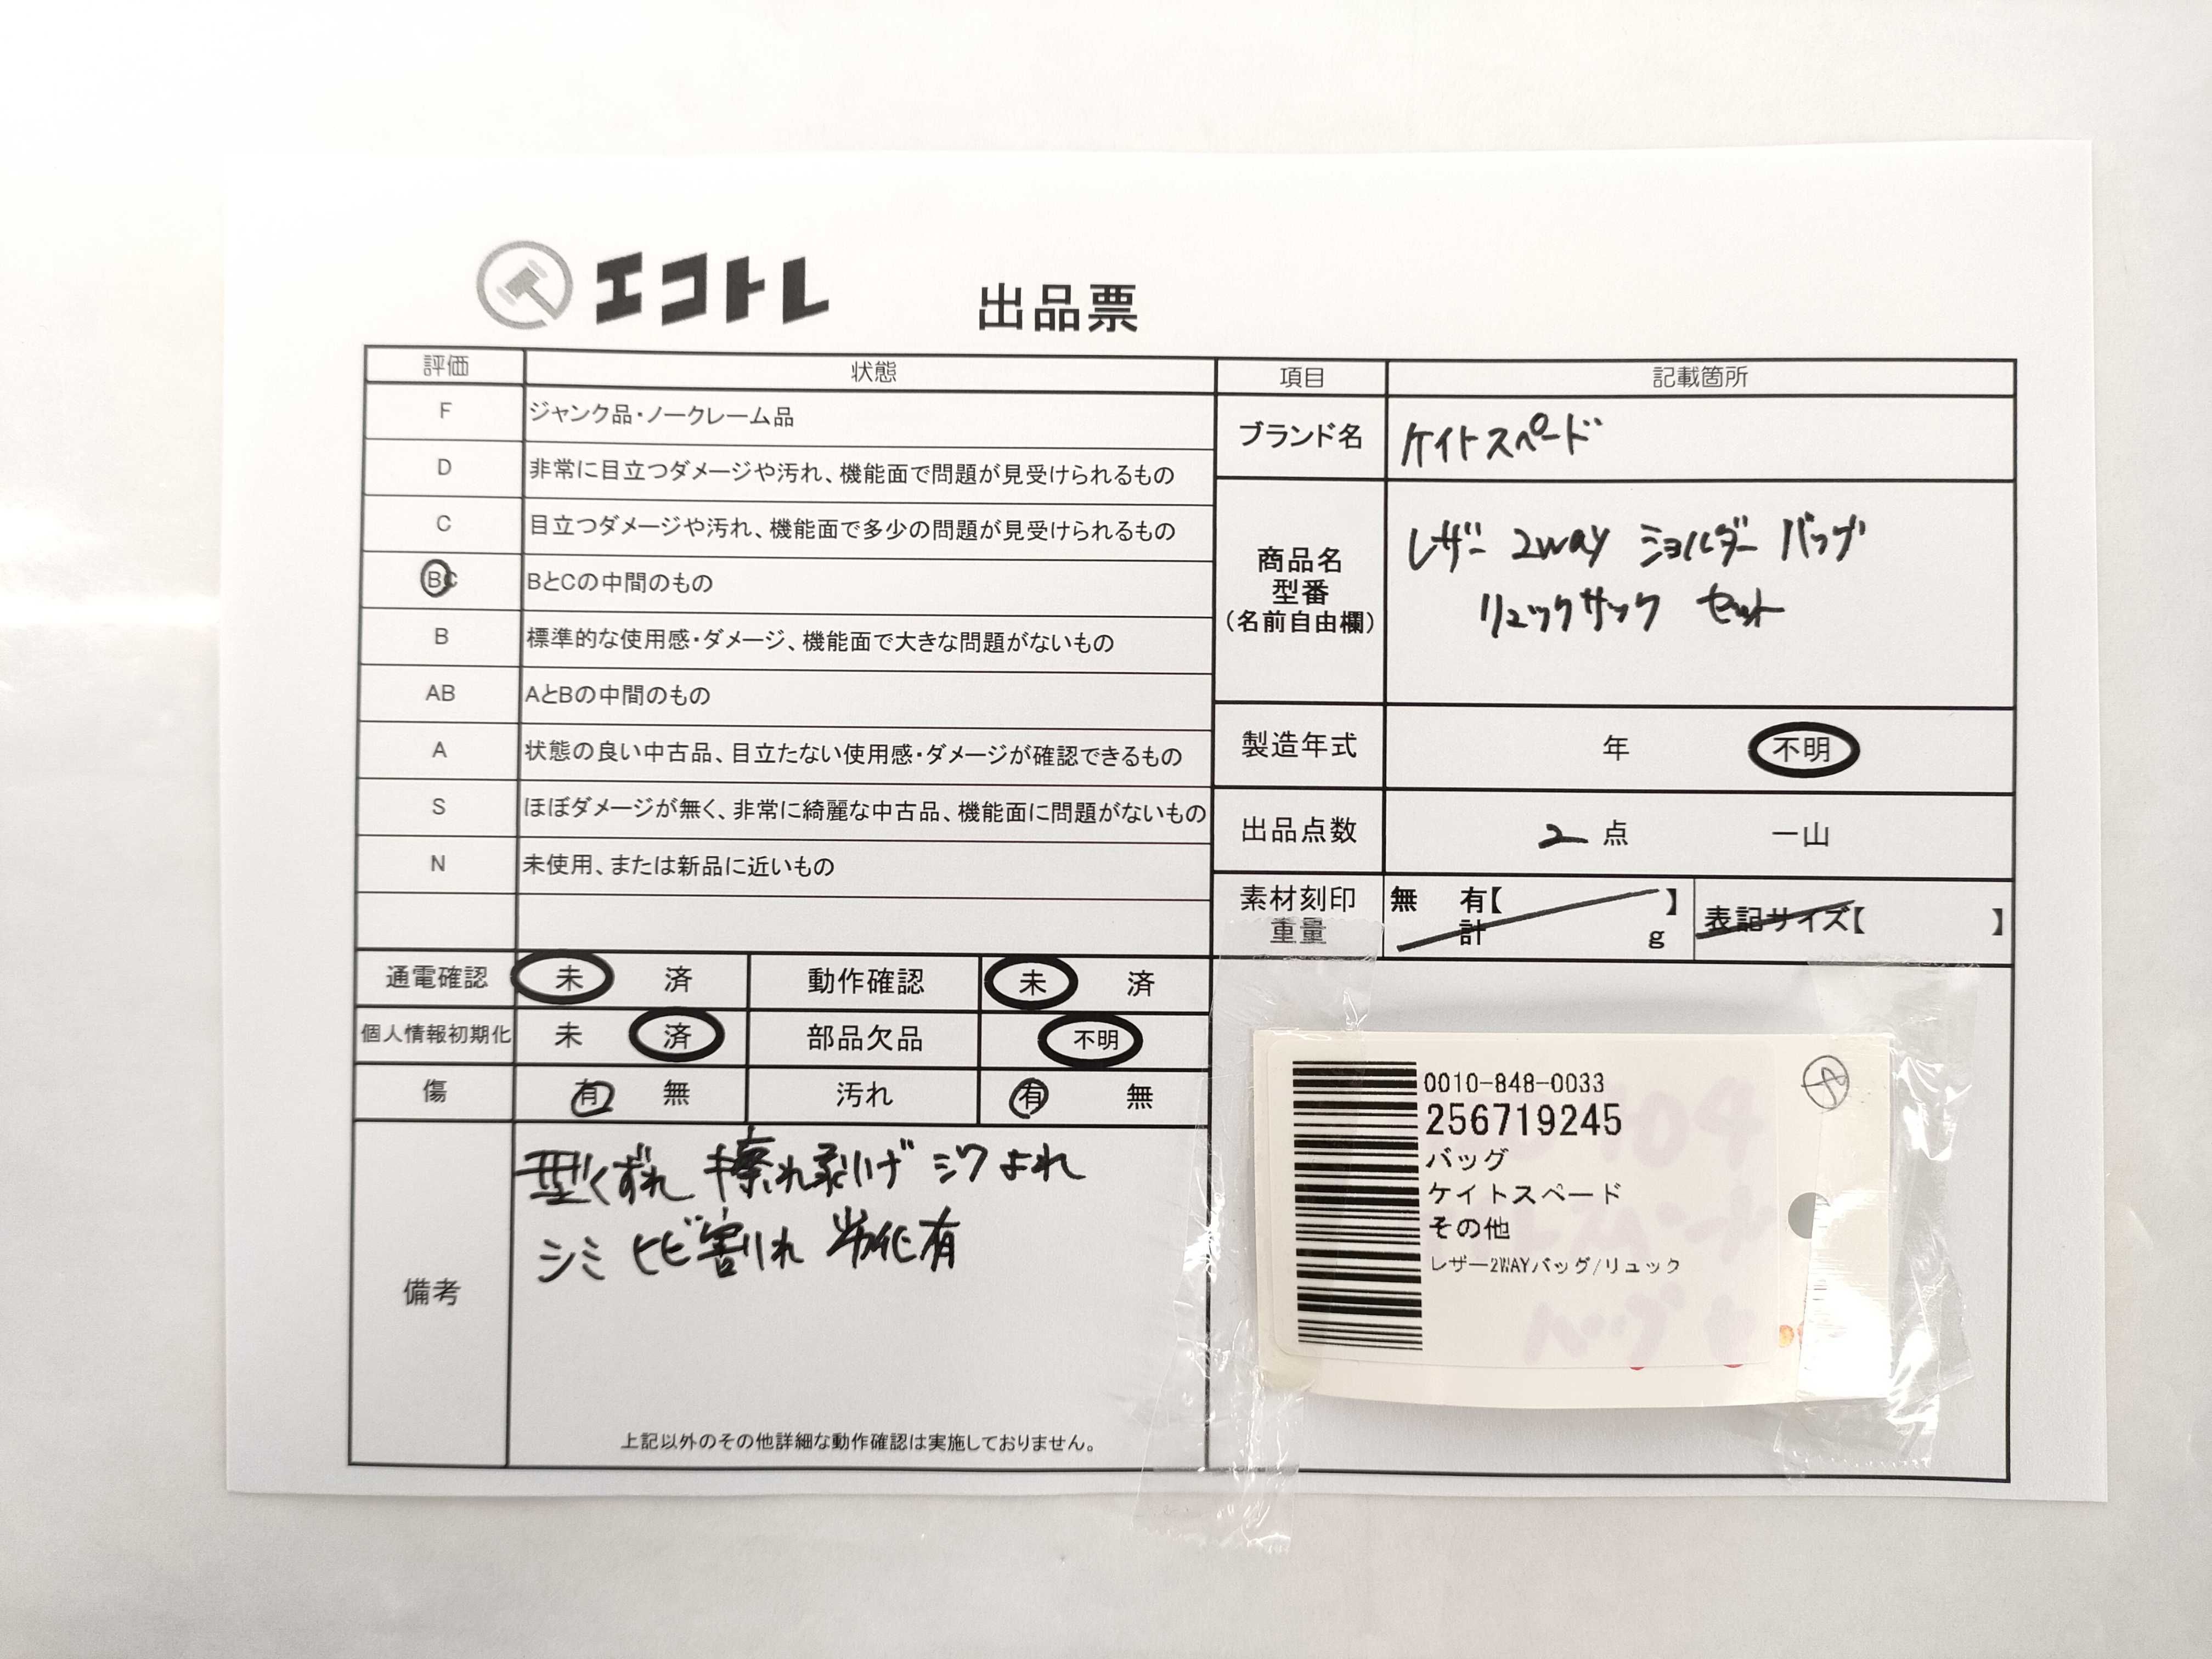 エコトレ
出品票
評価 状態
F ジャンク品・ノークレーム品
D 非常に目立つダメージや汚れ、機能面で問題が見受けられるもの
C 目立つダメージや汚れ、機能面で多少の問題が見受けられるもの
BC BとCの中間のもの
B 標準的な使用感・ダメージ、機能面で大きな問題がないもの
AB AとBの中間のもの
A 状態の良い中古品、目立たない使用感・ダメージが確認できるもの
S ほぼダメージが無く、非常に綺麗な中古品、機能面に問題がないもの
N 未使用、または新品に近いもの
通電確認 未 済 動作確認 未 済
個人情報初期化 未 済 部品欠品 不明
傷 有 無 汚れ 有 無
備考
型くずれ 擦れ剥げ シワ よれ
シミ ヒビ割れ 劣化有
上記以外のその他詳細な動作確認は実施しておりません。
項目 記載箇所
ブランド名 ケイトスペード
商品名
型番
(名前自由欄)
レザー 2way ショルダー バッグ
リュックサック セット
製造年式 年 不明
出品点数 2 点 一山
素材刻印 無 有【 】 表記サイズ【 】
重量 計 g
0010-848-0033
256719245
バッグ
ケイトスペード
その他
レザー2WAYバッグ/リュック